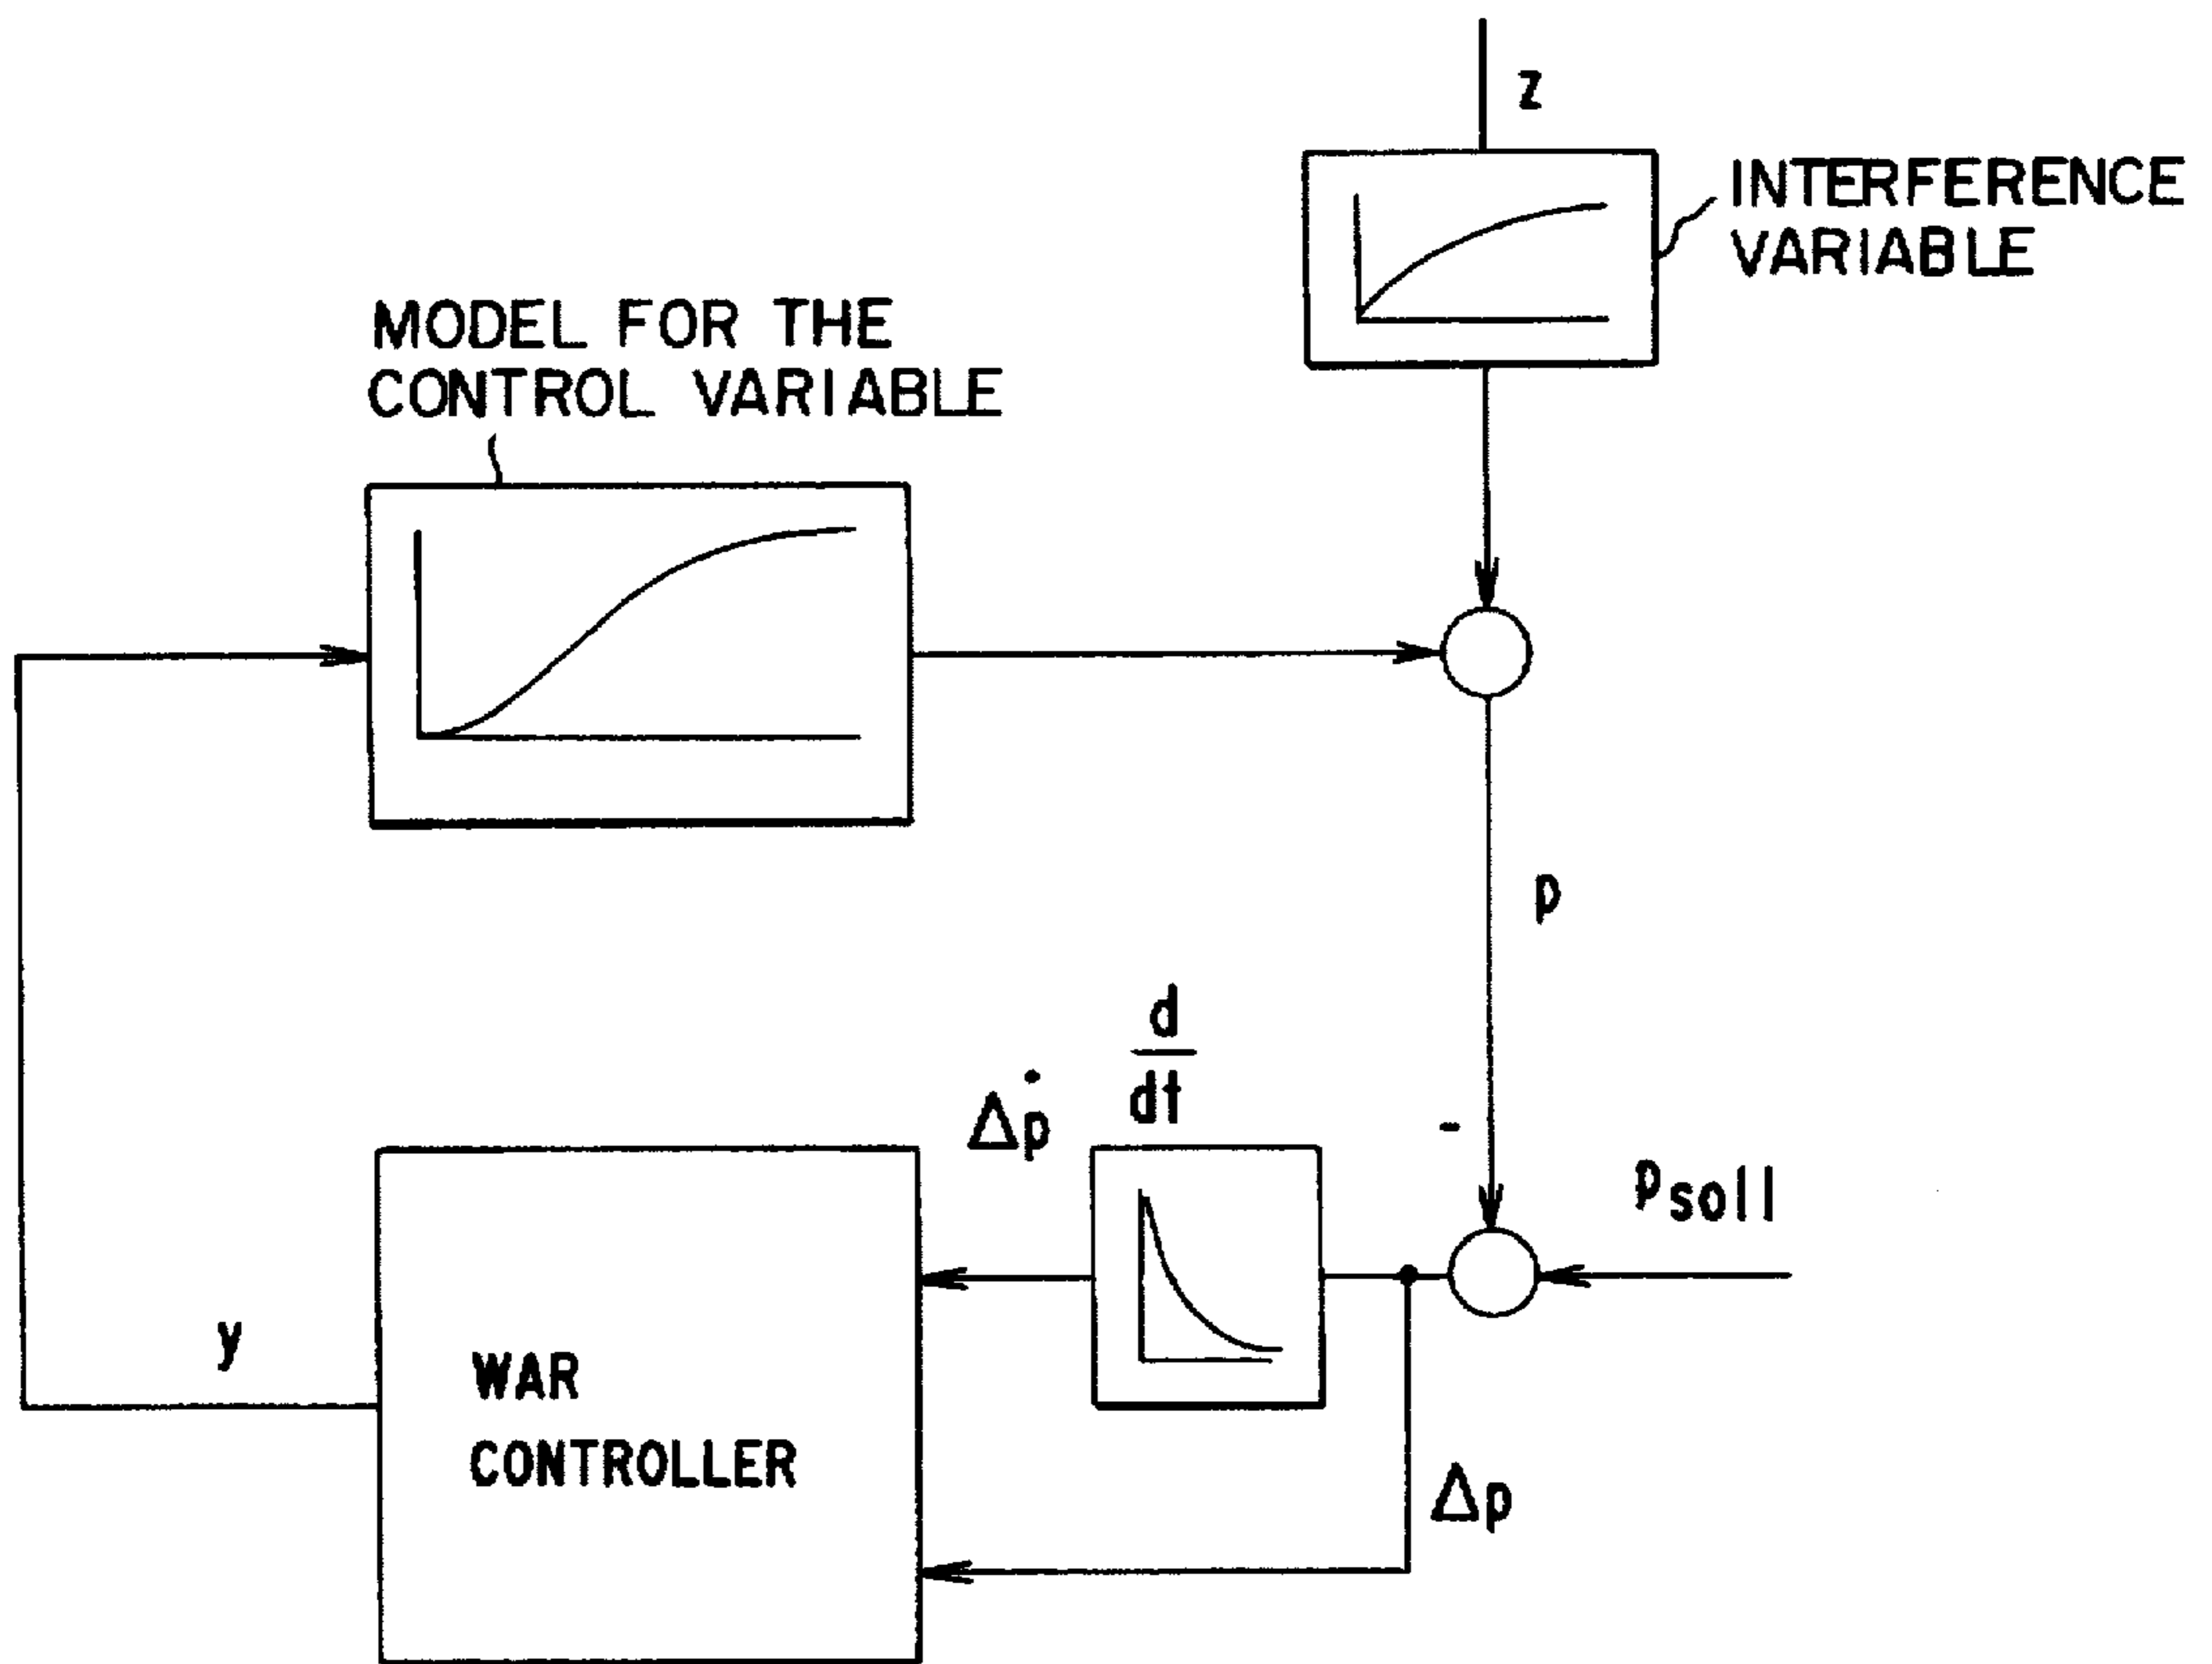 z
INTERFERENCE
VARIABLE
MODEL FOR THE
CONTROL VARIABLE
p
d
dt
Δṗ
-
Psoll
y
WAR
CONTROLLER
Δp